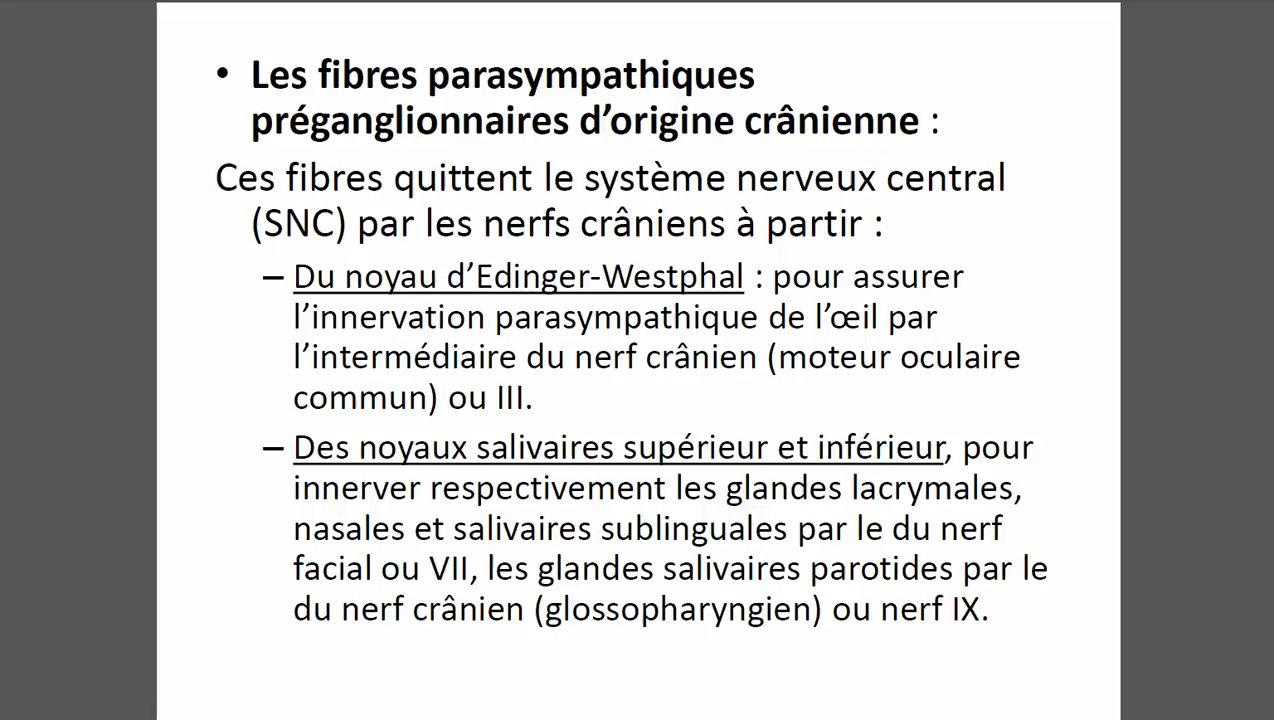 • Les fibres parasympathiques
préganglionnaires d’origine crânienne :
Ces fibres quittent le système nerveux central
(SNC) par les nerfs crâniens à partir :
– Du noyau d’Edinger-Westphal : pour assurer
l’innervation parasympathique de l’œil par
l’intermédiaire du nerf crânien (moteur oculaire
commun) ou III.
– Des noyaux salivaires supérieur et inférieur, pour
innerver respectivement les glandes lacrymales,
nasales et salivaires sublinguales par le du nerf
facial ou VII, les glandes salivaires parotides par le
du nerf crânien (glossopharyngien) ou nerf IX.